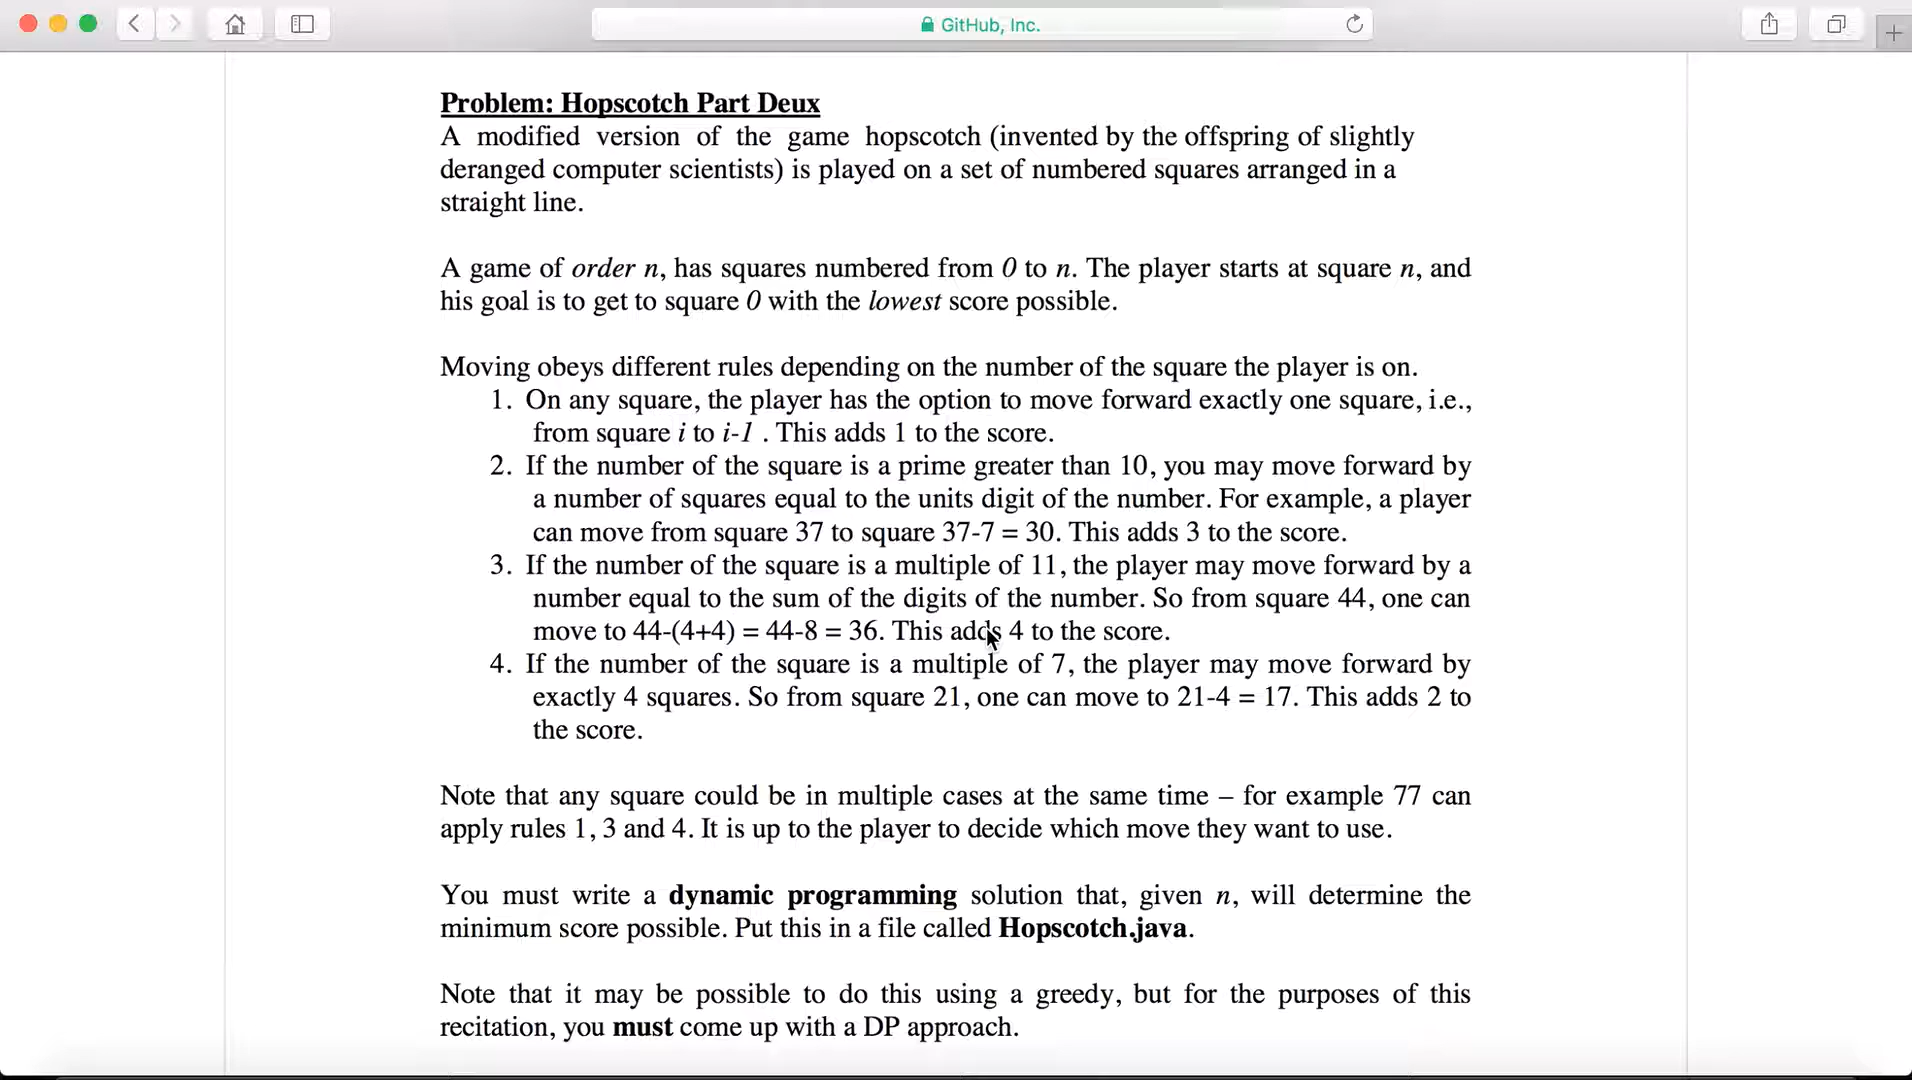 GitHub, Inc.
Problem: Hopscotch Part Deux
A modified version of the game hopscotch (invented by the offspring of slightly
deranged computer scientists) is played on a set of numbered squares arranged in a
straight line.
A game of order n, has squares numbered from 0 to n. The player starts at square n, and
his goal is to get to square 0 with the lowest score possible.
Moving obeys different rules depending on the number of the square the player is on.
1. On any square, the player has the option to move forward exactly one square, i.e.,
from square i to i-1 . This adds 1 to the score.
2. If the number of the square is a prime greater than 10, you may move forward by
a number of squares equal to the units digit of the number. For example, a player
can move from square 37 to square 37-7 = 30. This adds 3 to the score.
3. If the number of the square is a multiple of 11, the player may move forward by a
number equal to the sum of the digits of the number. So from square 44, one can
move to 44-(4+4) = 44-8 = 36. This adds 4 to the score.
4. If the number of the square is a multiple of 7, the player may move forward by
exactly 4 squares. So from square 21, one can move to 21-4 = 17. This adds 2 to
the score.
Note that any square could be in multiple cases at the same time – for example 77 can
apply rules 1, 3 and 4. It is up to the player to decide which move they want to use.
You must write a dynamic programming solution that, given n, will determine the
minimum score possible. Put this in a file called Hopscotch.java.
Note that it may be possible to do this using a greedy, but for the purposes of this
recitation, you must come up with a DP approach.